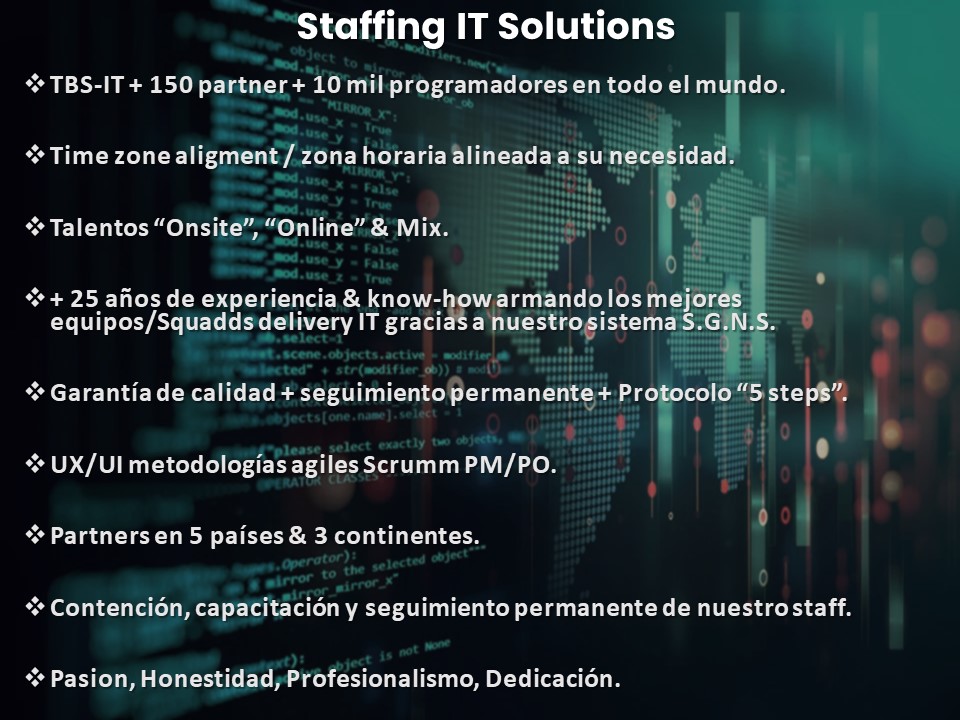 Staffing IT Solutions
❖ TBS-IT + 150 partner + 10 mil programadores en todo el mundo.
❖ Time zone aligment / zona horaria alineada a su necesidad.
❖ Talentos “Onsite”, “Online” & Mix.
❖ + 25 años de experiencia & know-how armando los mejores
equipos/Squadds delivery IT gracias a nuestro sistema S.G.N.S.
❖ Garantía de calidad + seguimiento permanente + Protocolo “5 steps”.
❖ UX/UI metodologías agiles Scrumm PM/PO.
❖ Partners en 5 países & 3 continentes.
❖ Contención, capacitación y seguimiento permanente de nuestro staff.
❖ Pasion, Honestidad, Profesionalismo, Dedicación.